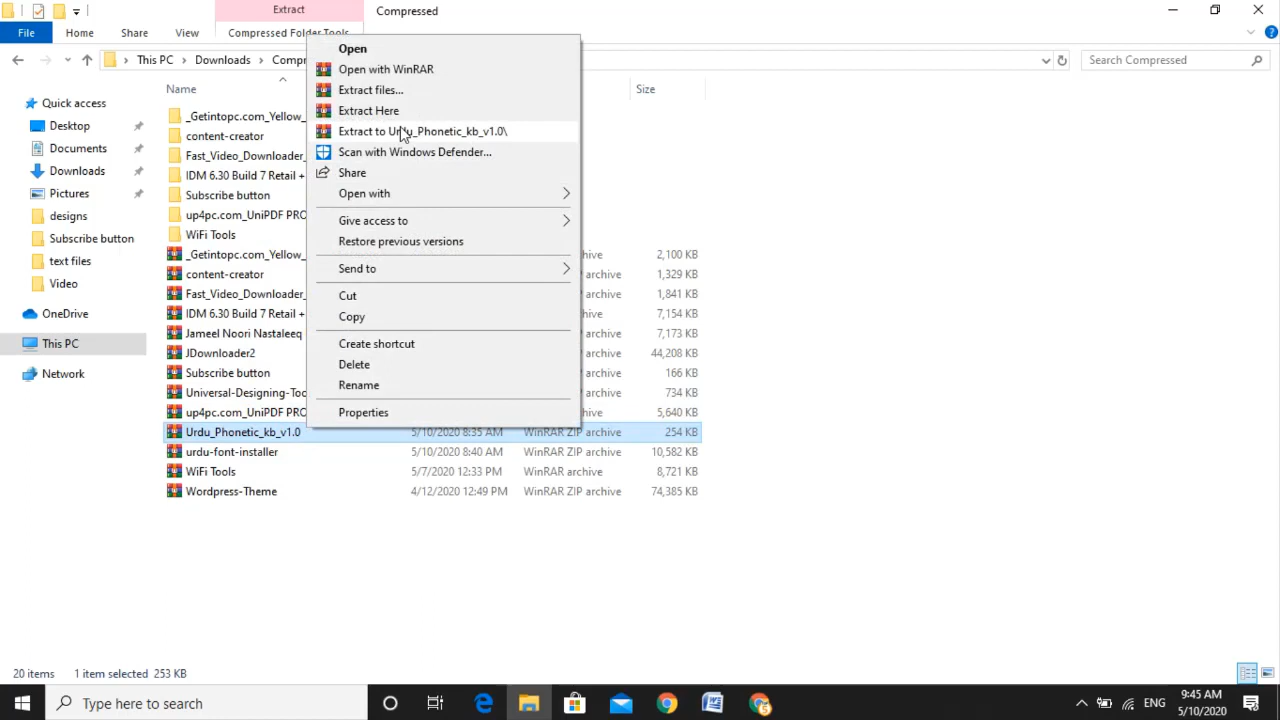 Extract
Compressed
File
Home
Share
View
Compressed Folder Tools
This PC
Downloads
Search Compressed
Name
Size
Quick access
Desktop
Documents
Downloads
Pictures
designs
Subscribe button
text files
Video
OneDrive
This PC
Network
Open
Open with WinRAR
Extract files...
Extract Here
Extract to Urdu_Phonetic_kb_v1.0\
Scan with Windows Defender...
Share
Open with
Give access to
Restore previous versions
Send to
Cut
Copy
Create shortcut
Delete
Rename
Properties
_Getintopc.com_Yellow_
content-creator
Fast_Video_Downloader_
IDM 6.30 Build 7 Retail +
Subscribe button
up4pc.com_UniPDF PRO
WiFi Tools
_Getintopc.com_Yellow_ 2,100 KB
content-creator archive 1,329 KB
Fast_Video_Downloader_ archive 1,841 KB
IDM 6.30 Build 7 Retail + archive 7,154 KB
Jameel Noori Nastaleeq archive 7,173 KB
JDownloader2 archive 44,208 KB
Subscribe button archive 166 KB
Universal-Designing-Too archive 734 KB
up4pc.com_UniPDF PRO 5,640 KB
Urdu_Phonetic_kb_v1.0 5/10/2020 8:35 AM WinRAR ZIP archive 254 KB
urdu-font-installer 5/10/2020 8:40 AM WinRAR ZIP archive 10,582 KB
WiFi Tools 5/7/2020 12:33 PM WinRAR archive 8,721 KB
Wordpress-Theme 4/12/2020 12:49 PM WinRAR ZIP archive 74,385 KB
20 items 1 item selected 253 KB
Type here to search
ENG
9:45 AM
5/10/2020